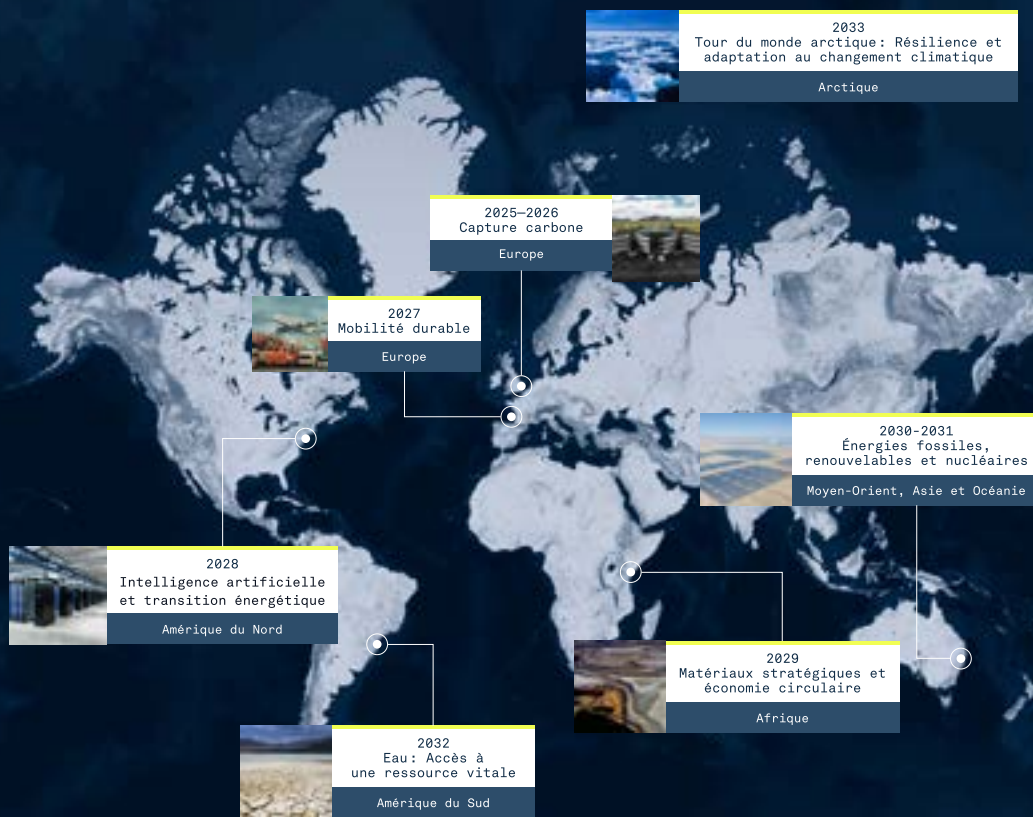 2033
Tour du monde arctique : Résilience et
adaptation au changement climatique
Arctique
2025—2026
Capture carbone
Europe
2027
Mobilité durable
Europe
2030-2031
Énergies fossiles,
renouvelables et nucléaires
Moyen-Orient, Asie et Océanie
2028
Intelligence artificielle
et transition énergétique
Amérique du Nord
2029
Matériaux stratégiques et
économie circulaire
Afrique
2032
Eau : Accès à
une ressource vitale
Amérique du Sud